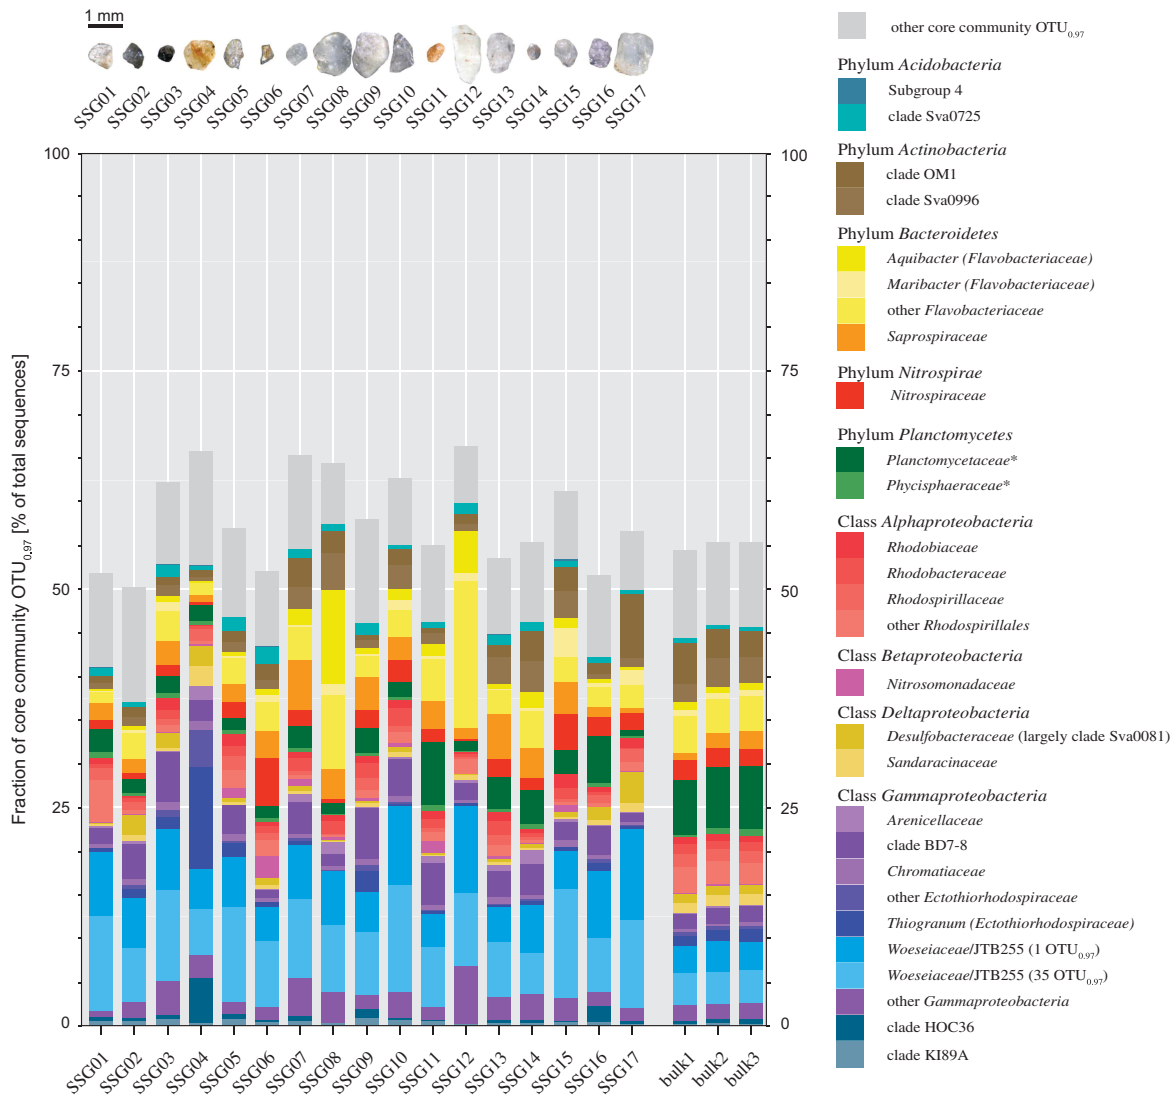 1 mm
SSG01
SSG02
SSG03
SSG04
SSG05
SSG06
SSG07
SSG08
SSG09
SSG10
SSG11
SSG12
SSG13
SSG14
SSG15
SSG16
SSG17
Fraction of core community OTU0.97 [% of total sequences]
100
75
50
25
0
100
75
50
25
0
SSG01
SSG02
SSG03
SSG04
SSG05
SSG06
SSG07
SSG08
SSG09
SSG10
SSG11
SSG12
SSG13
SSG14
SSG15
SSG16
SSG17
bulk1
bulk2
bulk3
other core community OTU0.97
Phylum Acidobacteria
Subgroup 4
clade Sva0725
Phylum Actinobacteria
clade OM1
clade Sva0996
Phylum Bacteroidetes
Aquibacter (Flavobacteriaceae)
Maribacter (Flavobacteriaceae)
other Flavobacteriaceae
Saprospiraceae
Phylum Nitrospirae
Nitrospiraceae
Phylum Planctomycetes
Planctomycetaceae*
Phycisphaeraceae*
Class Alphaproteobacteria
Rhodobiaceae
Rhodobacteraceae
Rhodospirillaceae
other Rhodospirillales
Class Betaproteobacteria
Nitrosomonadaceae
Class Deltaproteobacteria
Desulfobacteraceae (largely clade Sva0081)
Sandaracinaceae
Class Gammaproteobacteria
Arenicellaceae
clade BD7-8
Chromatiaceae
other Ectothiorhodospiraceae
Thiogranum (Ectothiorhodospiraceae)
Woeseiaceae/JTB255 (1 OTU0.97)
Woeseiaceae/JTB255 (35 OTU0.97)
other Gammaproteobacteria
clade HOC36
clade KI89A